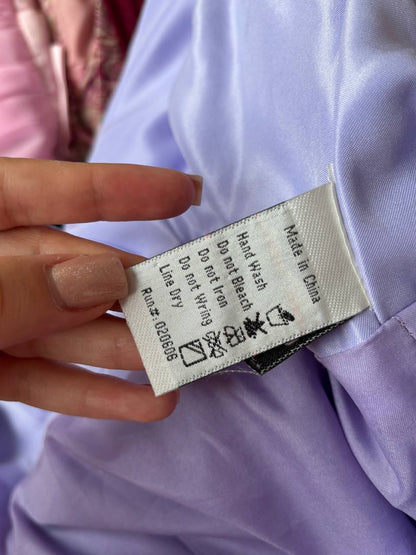 Made in China
Hand Wash
Do not Bleach
Do not Iron
Do not Wring
Line Dry
Run.#: 020606